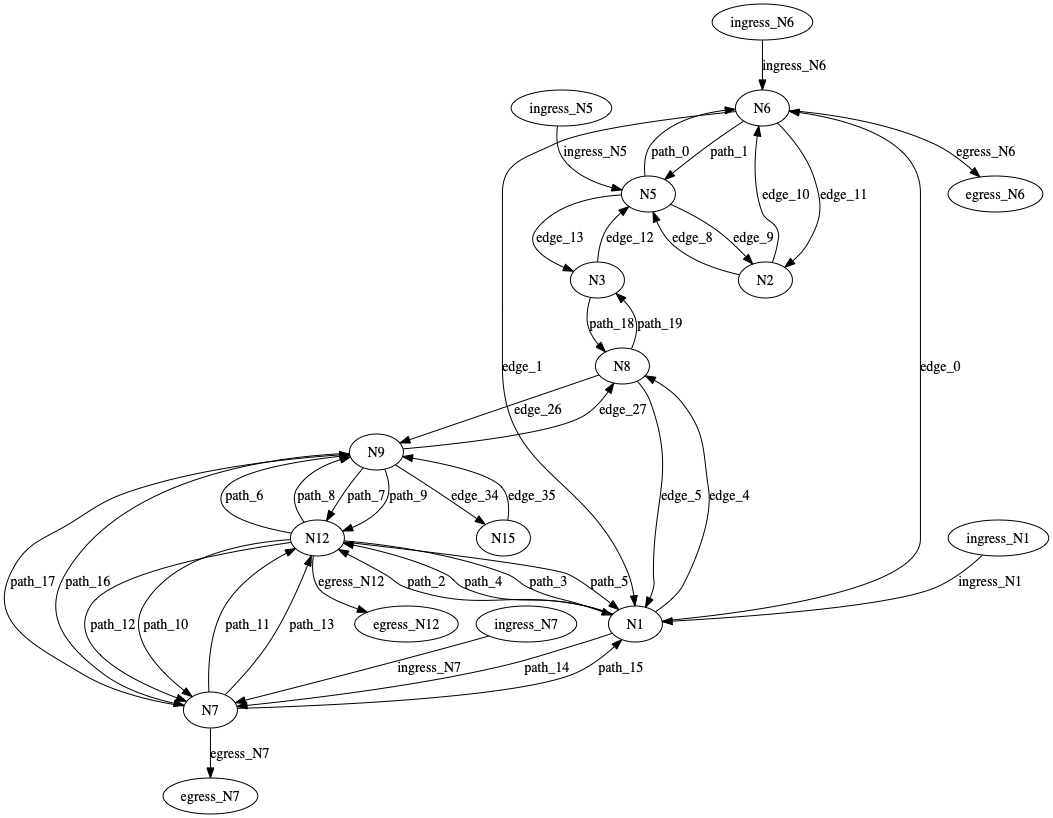 ingress_N6
ingress_N6
ingress_N5
N6
ingress_N5
path_0
path_1
egress_N6
N5
edge_10
edge_11
egress_N6
edge_13
edge_12
edge_8
edge_9
N3
N2
path_18
path_19
edge_1
N8
edge_0
edge_26
edge_27
N9
path_6
path_8
path_7
path_9
edge_34
edge_35
edge_5
edge_4
N12
N15
ingress_N1
path_17
path_16
egress_N12
path_2
path_4
path_3
path_5
ingress_N1
path_12
path_10
path_11
path_13
egress_N12
ingress_N7
N1
ingress_N7
path_14
path_15
N7
egress_N7
egress_N7